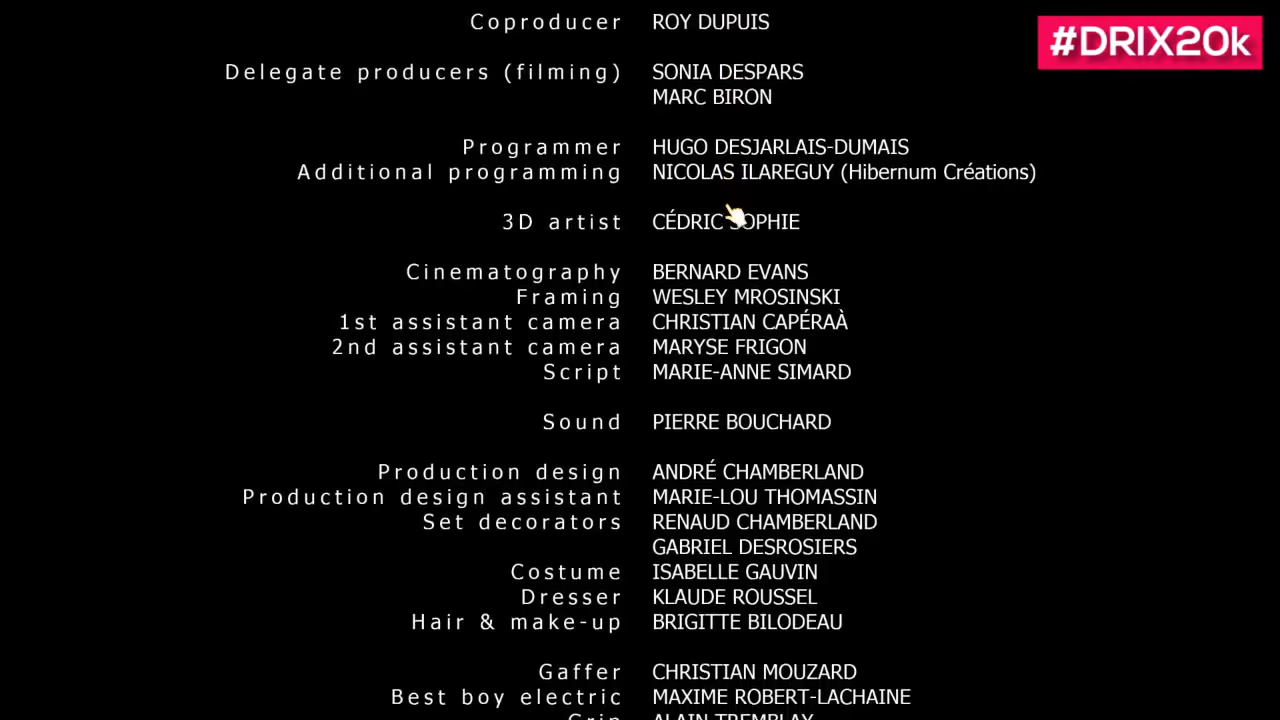 Coproducer ROY DUPUIS
#DRIX20k
Delegate producers (filming) SONIA DESPARS
MARC BIRON
Programmer HUGO DESJARLAIS-DUMAIS
Additional programming NICOLAS ILAREGUY (Hibernum Créations)
3D artist CÉDRIC SOPHIE
Cinematography BERNARD EVANS
Framing WESLEY MROSINSKI
1st assistant camera CHRISTIAN CAPÉRAÀ
2nd assistant camera MARYSE FRIGON
Script MARIE-ANNE SIMARD
Sound PIERRE BOUCHARD
Production design ANDRÉ CHAMBERLAND
Production design assistant MARIE-LOU THOMASSIN
Set decorators RENAUD CHAMBERLAND
GABRIEL DESROSIERS
Costume ISABELLE GAUVIN
Dresser KLAUDE ROUSSEL
Hair & make-up BRIGITTE BILODEAU
Gaffer CHRISTIAN MOUZARD
Best boy electric MAXIME ROBERT-LACHAINE
Grip ALAIN TREMBLAY